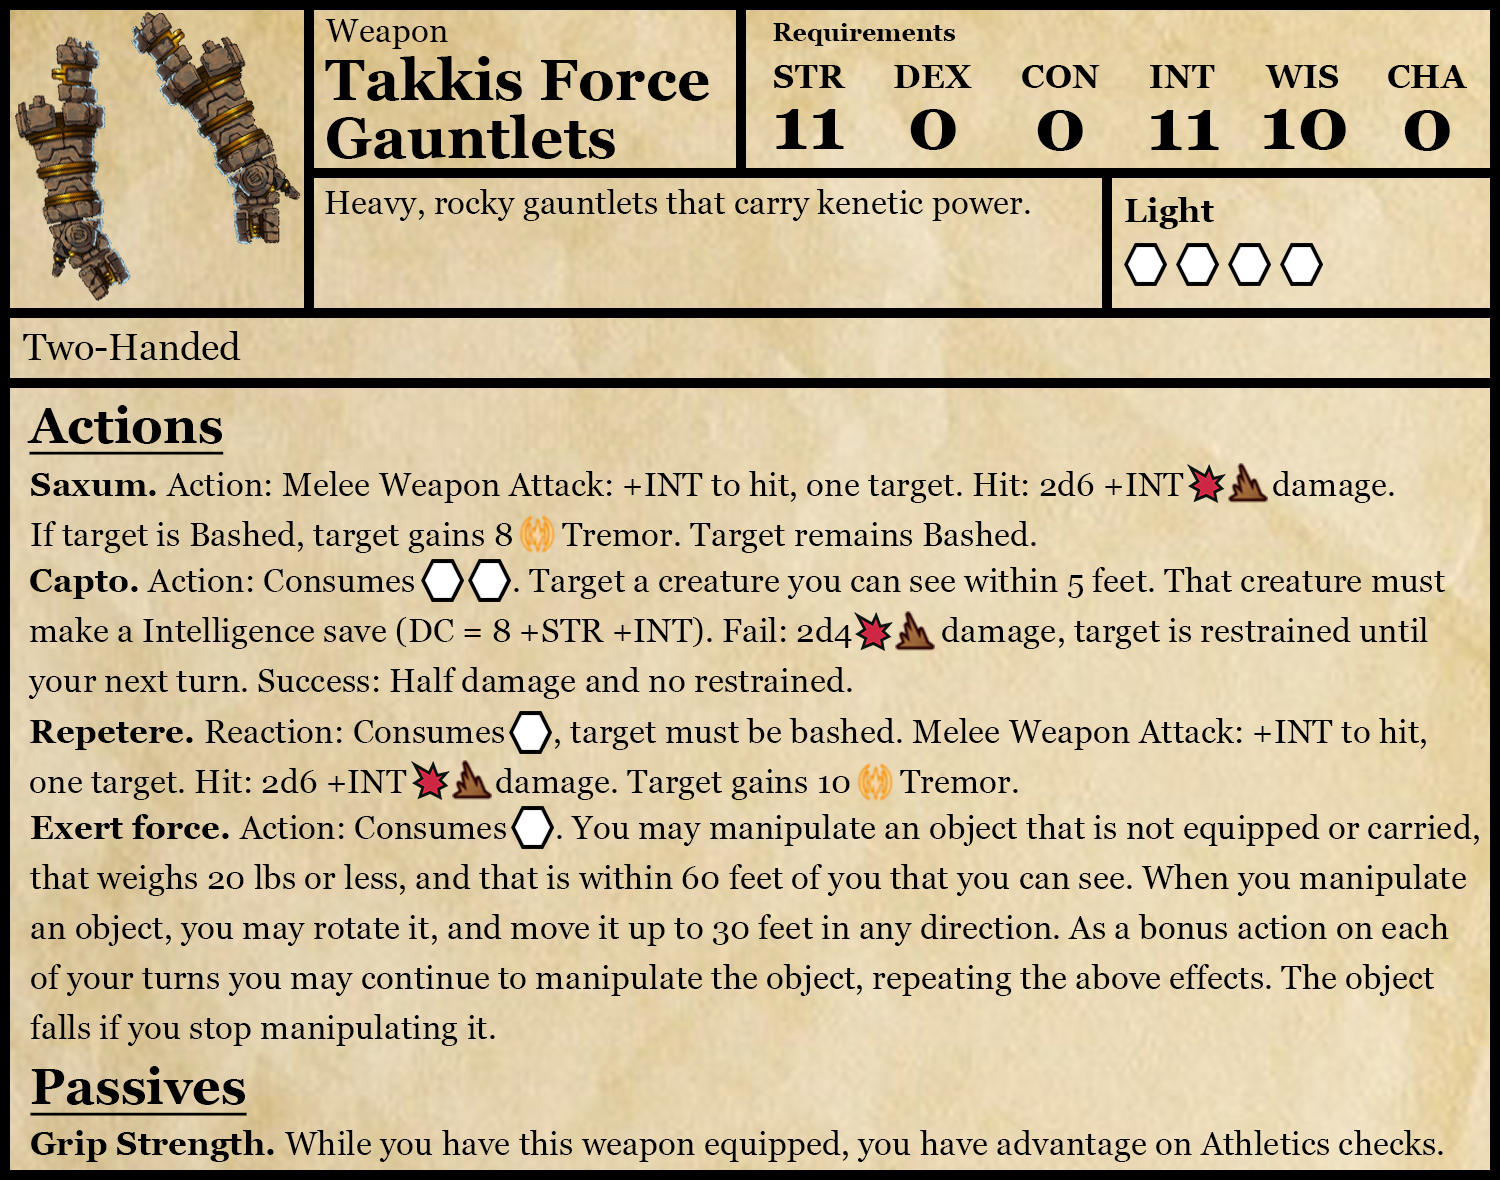 Weapon
Takkis Force
Gauntlets
Requirements
STR DEX CON INT WIS CHA
11 0 0 11 10 0
Heavy, rocky gauntlets that carry kenetic power.
Light
Two-Handed
Actions
Saxum. Action: Melee Weapon Attack: +INT to hit, one target. Hit: 2d6 +INT damage.
If target is Bashed, target gains 8 Tremor. Target remains Bashed.
Capto. Action: Consumes . Target a creature you can see within 5 feet. That creature must
make a Intelligence save (DC = 8 +STR +INT). Fail: 2d4 damage, target is restrained until
your next turn. Success: Half damage and no restrained.
Repetere. Reaction: Consumes , target must be bashed. Melee Weapon Attack: +INT to hit,
one target. Hit: 2d6 +INT damage. Target gains 10 Tremor.
Exert force. Action: Consumes . You may manipulate an object that is not equipped or carried,
that weighs 20 lbs or less, and that is within 60 feet of you that you can see. When you manipulate
an object, you may rotate it, and move it up to 30 feet in any direction. As a bonus action on each
of your turns you may continue to manipulate the object, repeating the above effects. The object
falls if you stop manipulating it.
Passives
Grip Strength. While you have this weapon equipped, you have advantage on Athletics checks.